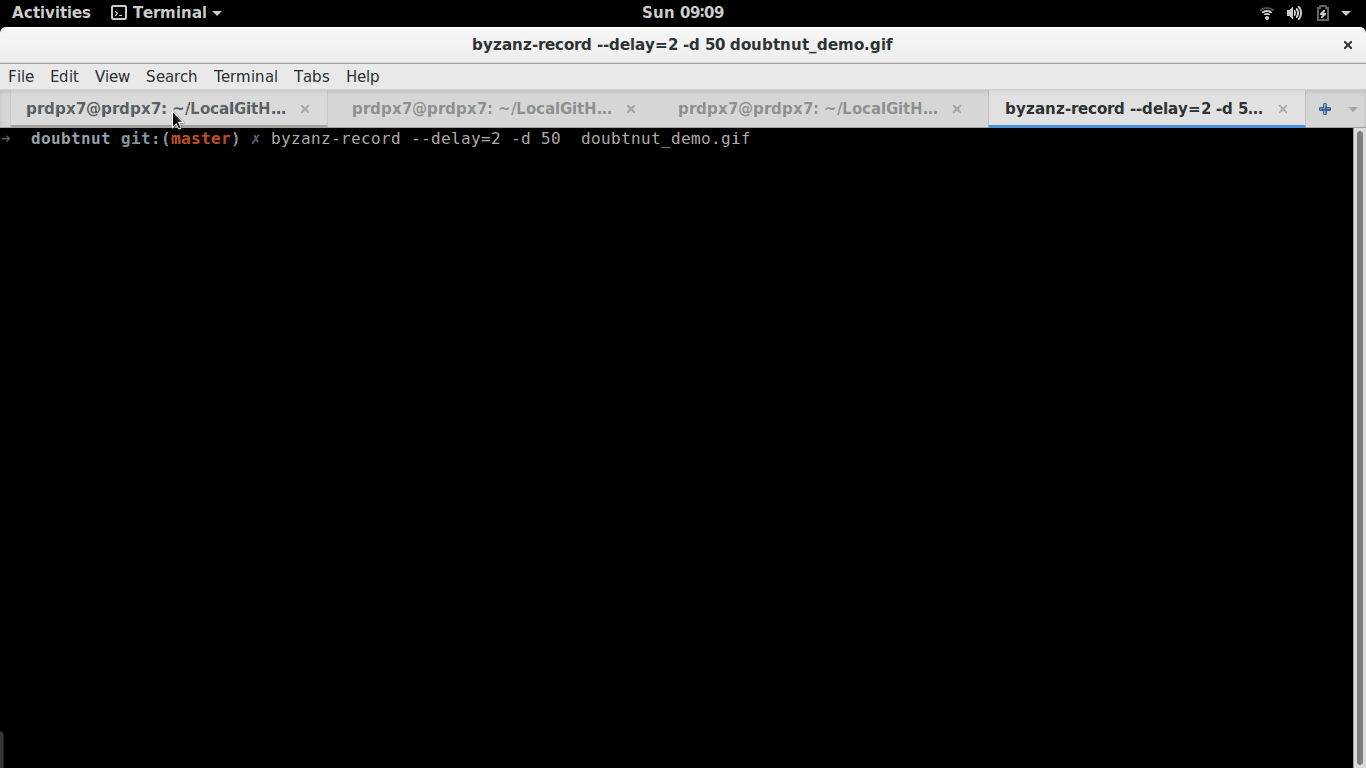 Activities Terminal Sun 09:09
byzanz-record --delay=2 -d 50 doubtnut_demo.gif ×
File Edit View Search Terminal Tabs Help
prdpx7@prdpx7: ~/LocalGitH... × prdpx7@prdpx7: ~/LocalGitH... × prdpx7@prdpx7: ~/LocalGitH... × byzanz-record --delay=2 -d 5... ×
➜ doubtnut git:(master) ✗ byzanz-record --delay=2 -d 50  doubtnut_demo.gif